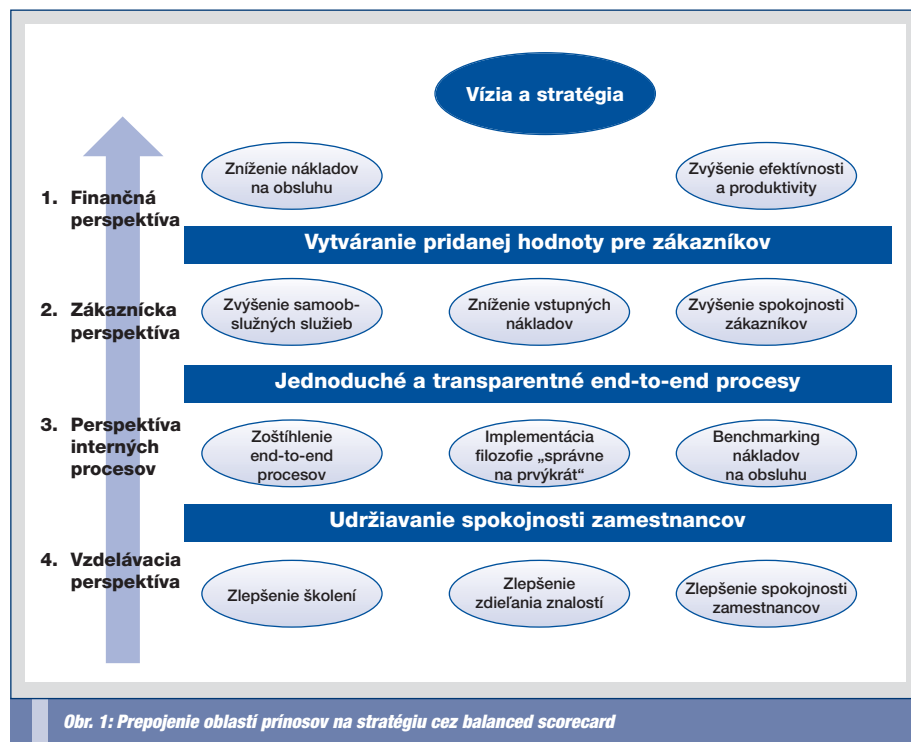 Vízia a stratégia
Zníženie nákladov
na obsluhu
Zvýšenie efektívnosti
a produktivity
1. Finančná
perspektíva
Vytváranie pridanej hodnoty pre zákazníkov
2. Zákaznícka
perspektíva
Zvýšenie samoob-
služných služieb
Zníženie vstupných
nákladov
Zvýšenie spokojnosti
zákazníkov
Jednoduché a transparentné end-to-end procesy
3. Perspektíva
interných
procesov
Zoštíhlenie
end-to-end
procesov
Implementácia
filozofie „správne
na prvýkrát“
Benchmarking
nákladov
na obsluhu
Udržiavanie spokojnosti zamestnancov
4. Vzdelávacia
perspektíva
Zlepšenie školení
Zlepšenie
zdieľania znalostí
Zlepšenie spokojnosti
zamestnancov
Obr. 1: Prepojenie oblastí prínosov na stratégiu cez balanced scorecard